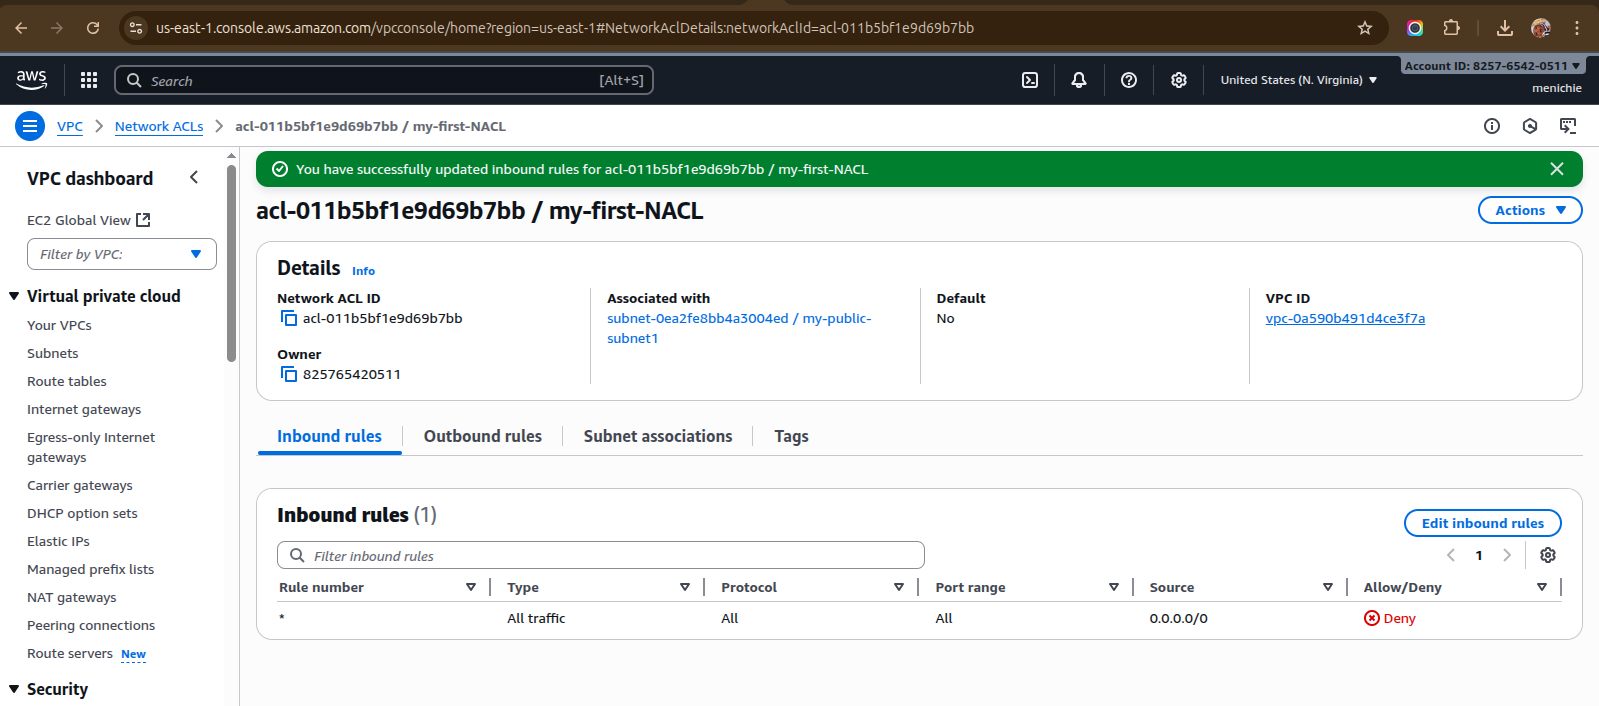 us-east-1.console.aws.amazon.com/vpcconsole/home?region=us-east-1#NetworkAclDetails:networkAclId=acl-011b5bf1e9d69b7bb
aws
Search
[Alt+S]
United States (N. Virginia)
Account ID: 8257-6542-0511
menichie
VPC
Network ACLs
acl-011b5bf1e9d69b7bb / my-first-NACL
VPC dashboard
EC2 Global View
Filter by VPC:
Virtual private cloud
Your VPCs
Subnets
Route tables
Internet gateways
Egress-only Internet
gateways
Carrier gateways
DHCP option sets
Elastic IPs
Managed prefix lists
NAT gateways
Peering connections
Route servers New
Security
You have successfully updated inbound rules for acl-011b5bf1e9d69b7bb / my-first-NACL
acl-011b5bf1e9d69b7bb / my-first-NACL
Actions
Details Info
Network ACL ID
acl-011b5bf1e9d69b7bb
Owner
825765420511
Associated with
subnet-0ea2fe8bb4a3004ed / my-public-
subnet1
Default
No
VPC ID
vpc-0a590b491d4ce3f7a
Inbound rules Outbound rules Subnet associations Tags
Inbound rules (1)
Edit inbound rules
Filter inbound rules
1
Rule number Type Protocol Port range Source Allow/Deny
* All traffic All All 0.0.0.0/0 Deny